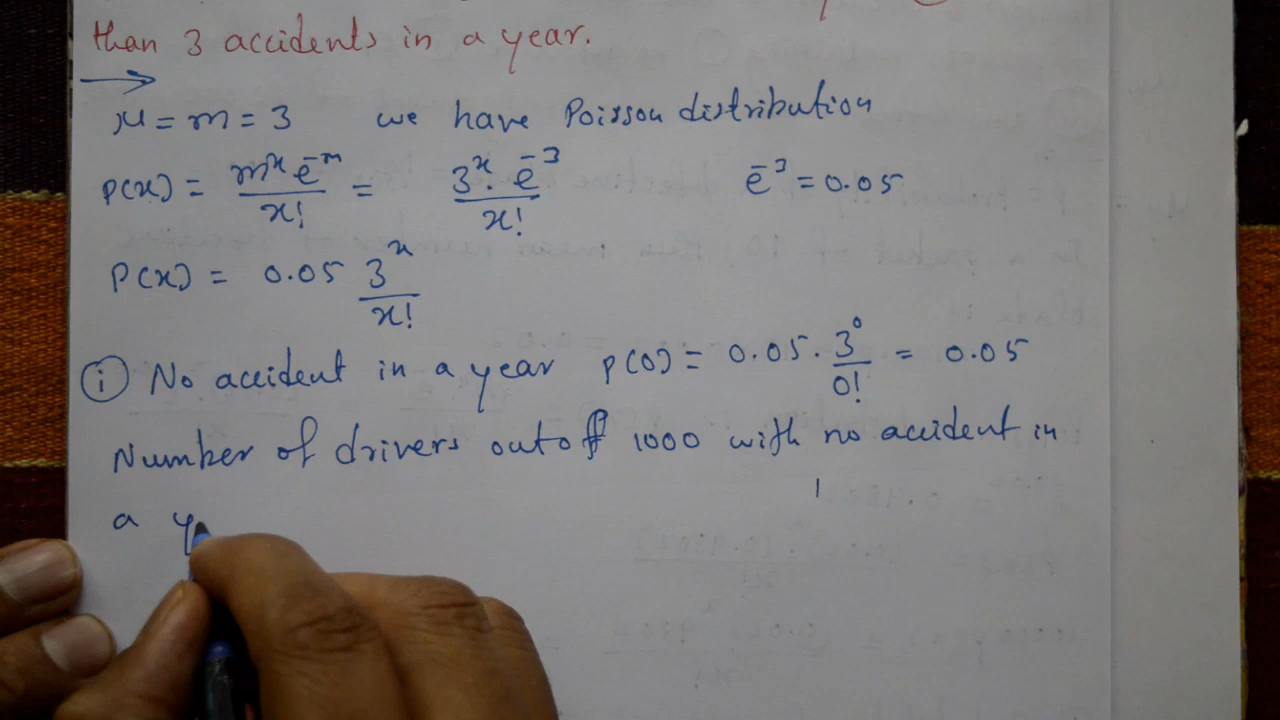 than 3 accidents in a year.
μ = m = 3 we have Poisson distribution
P(x) = m^x e^-m / x! = 3^x . e^-3 / x! e^-3 = 0.05
P(x) = 0.05 3^x / x!
(i) No accident in a year P(0) = 0.05 . 3^0 / 0! = 0.05
Number of drivers out of 1000 with no accident in
a y